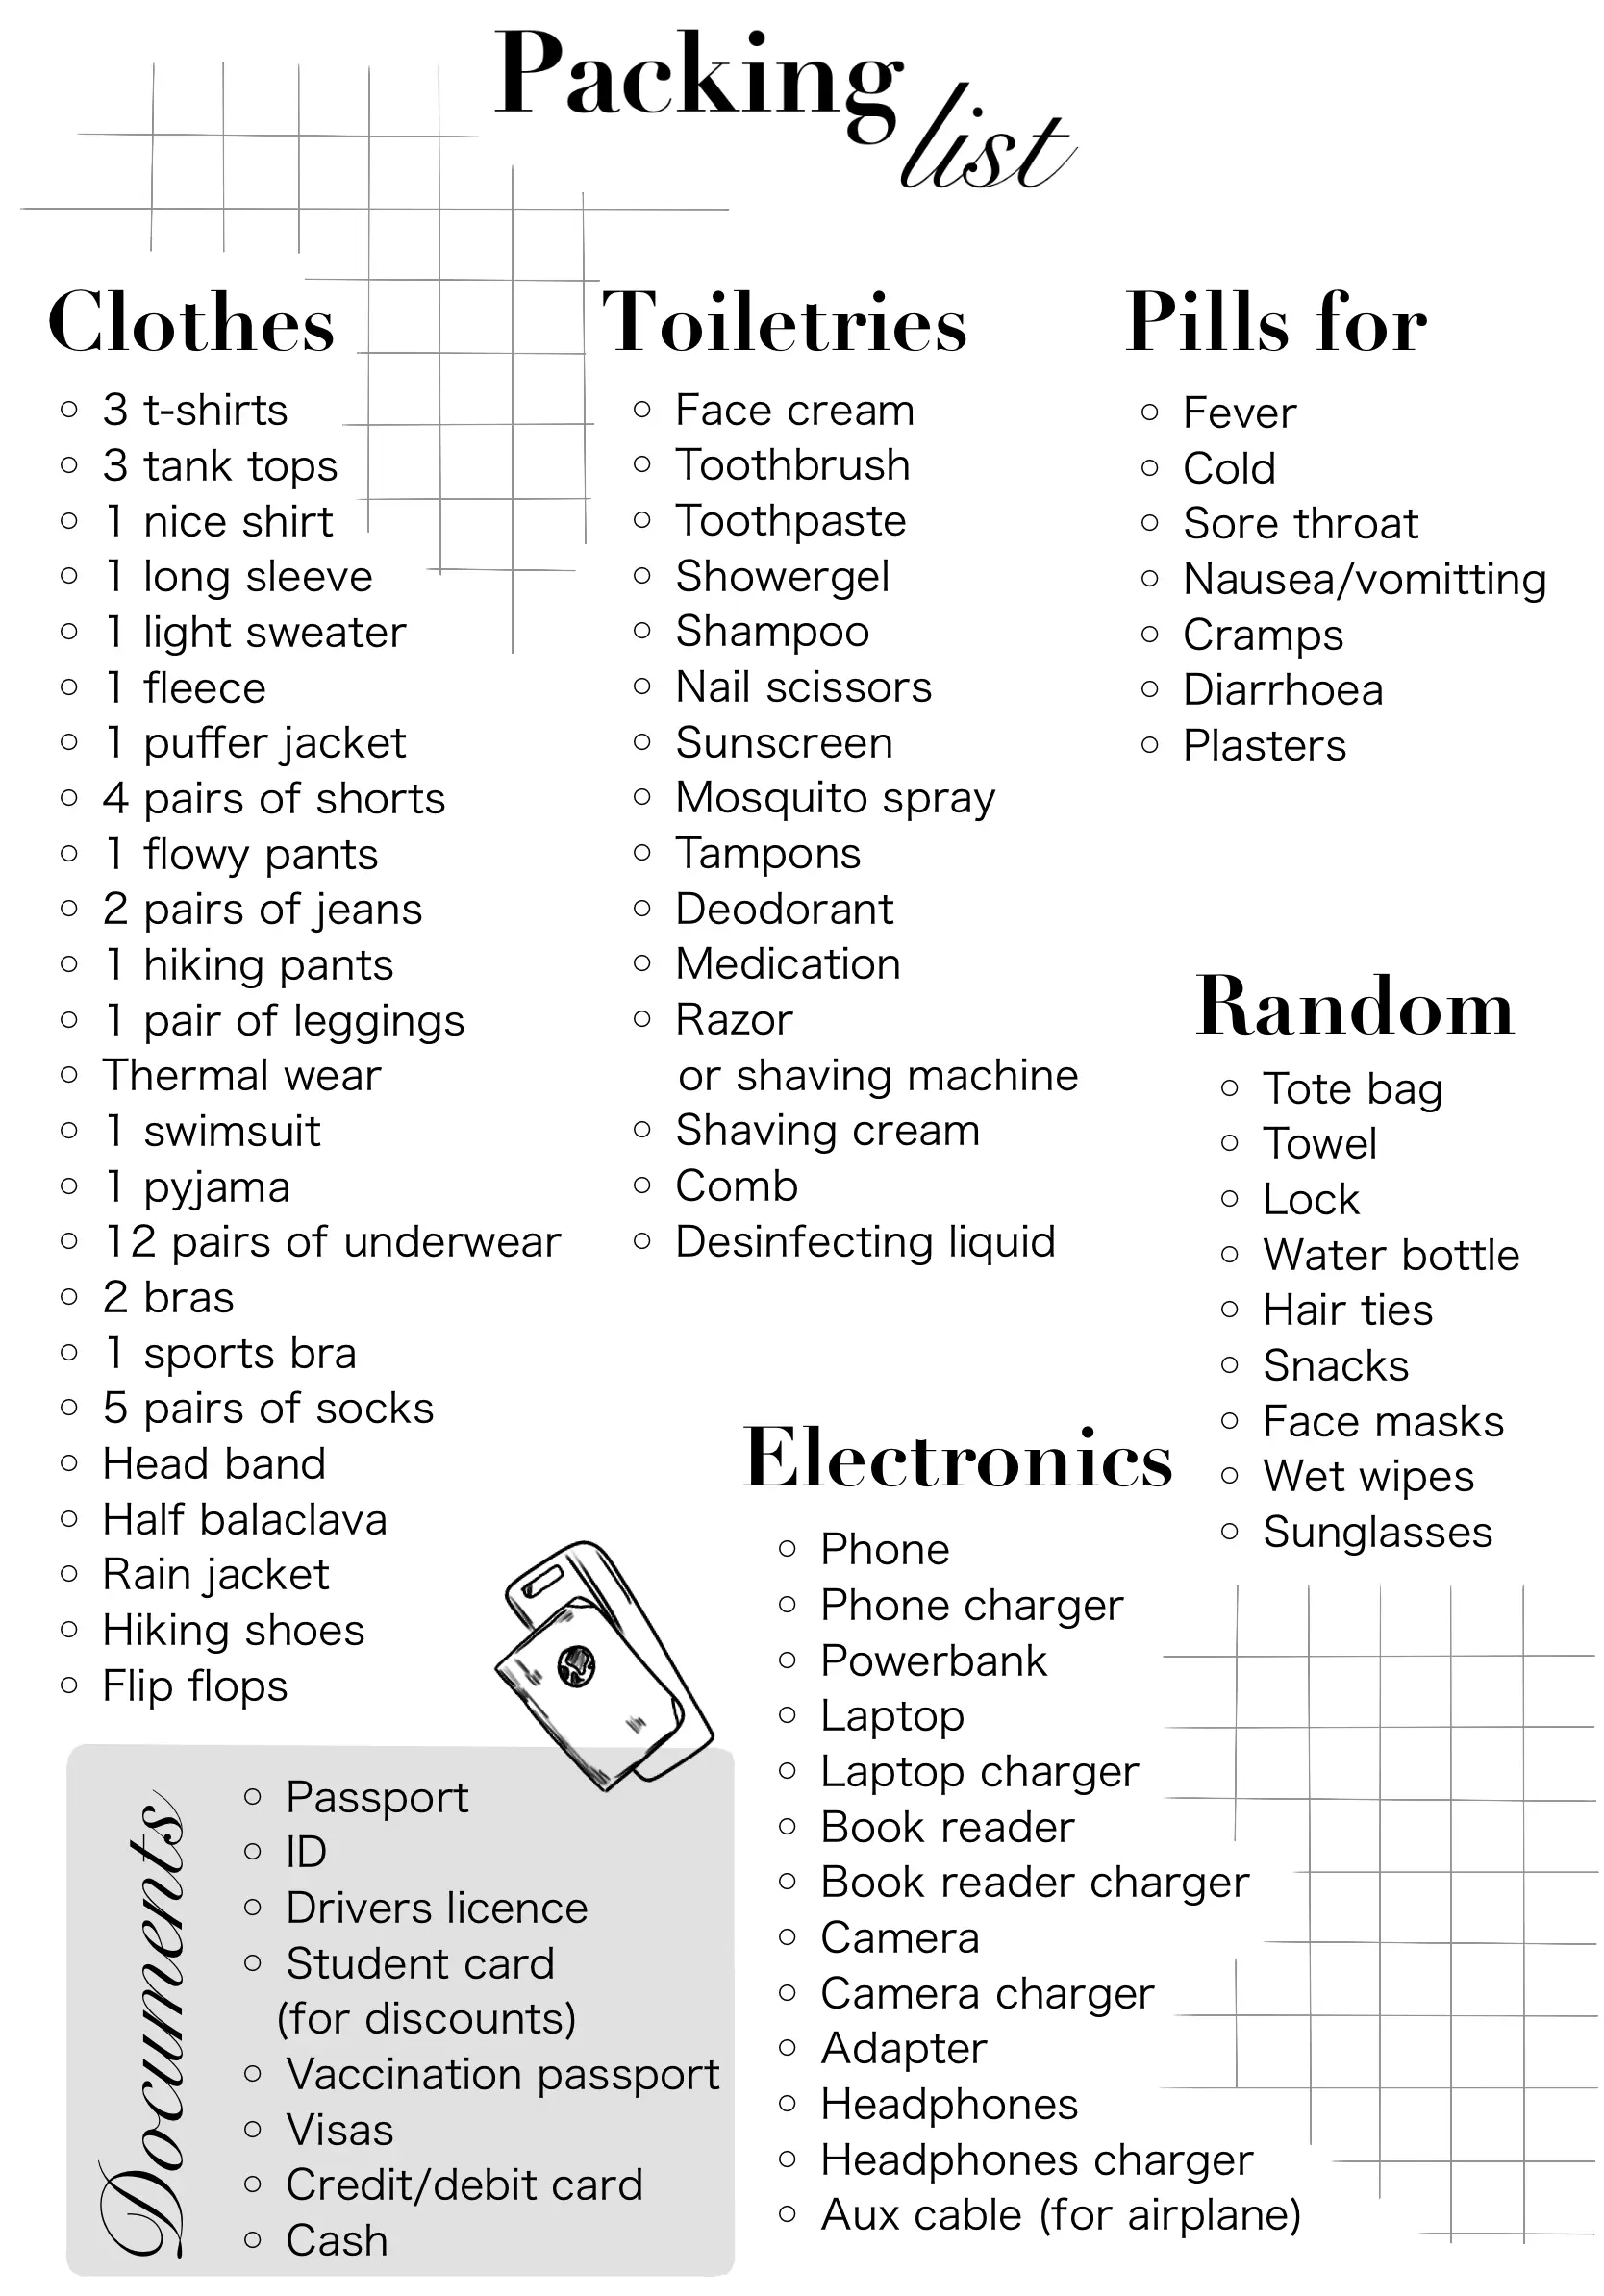 Packing
list
Clothes
3 t-shirts
3 tank tops
1 nice shirt
1 long sleeve
1 light sweater
1 fleece
1 puffer jacket
4 pairs of shorts
1 flowy pants
2 pairs of jeans
1 hiking pants
1 pair of leggings
Thermal wear
1 swimsuit
1 pyjama
12 pairs of underwear
2 bras
1 sports bra
5 pairs of socks
Head band
Half balaclava
Rain jacket
Hiking shoes
Flip flops
Toiletries
Face cream
Toothbrush
Toothpaste
Showergel
Shampoo
Nail scissors
Sunscreen
Mosquito spray
Tampons
Deodorant
Medication
Razor
or shaving machine
Shaving cream
Comb
Desinfecting liquid
Pills for
Fever
Cold
Sore throat
Nausea/vomitting
Cramps
Diarrhoea
Plasters
Random
Tote bag
Towel
Lock
Water bottle
Hair ties
Snacks
Face masks
Wet wipes
Sunglasses
Electronics
Phone
Phone charger
Powerbank
Laptop
Laptop charger
Book reader
Book reader charger
Camera
Camera charger
Adapter
Headphones
Headphones charger
Aux cable (for airplane)
Documents
Passport
ID
Drivers licence
Student card
(for discounts)
Vaccination passport
Visas
Credit/debit card
Cash